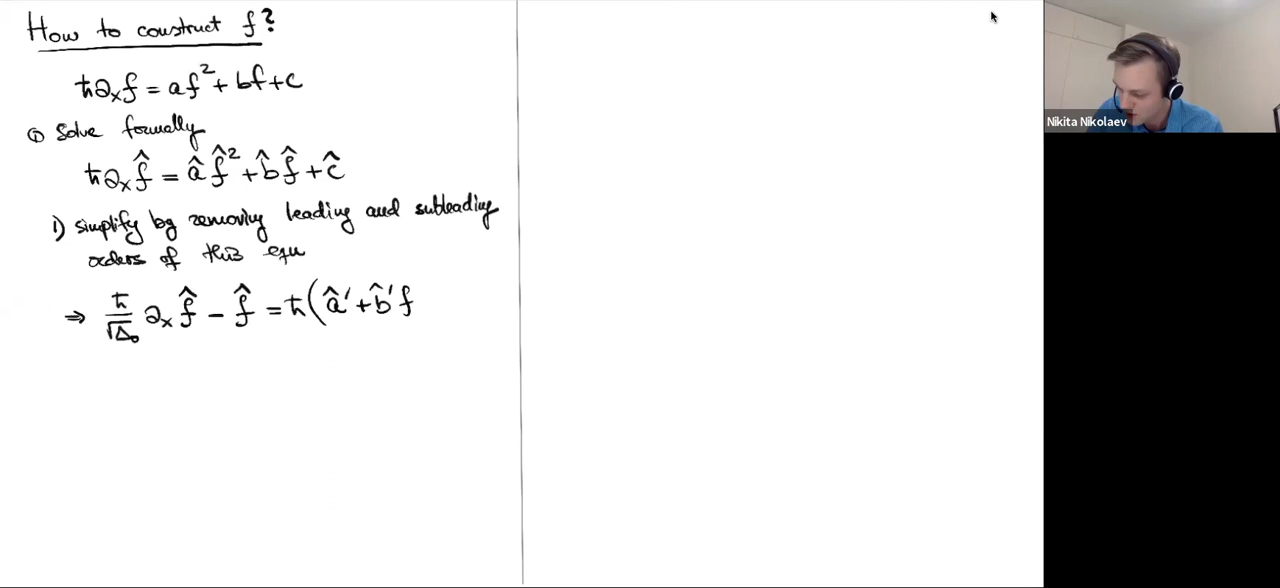 How to construct f?
ħ∂ₓf = af² + bf + c
① Solve formally
ħ∂ₓf̂ = âf̂² + b̂f̂ + ĉ
1) simplify by removing leading and subleading
orders of this equ
⇒ ħ/√Δ₀ ∂ₓf̂ − f̂ = ħ(â′ + b̂′f
Nikita Nikolaev